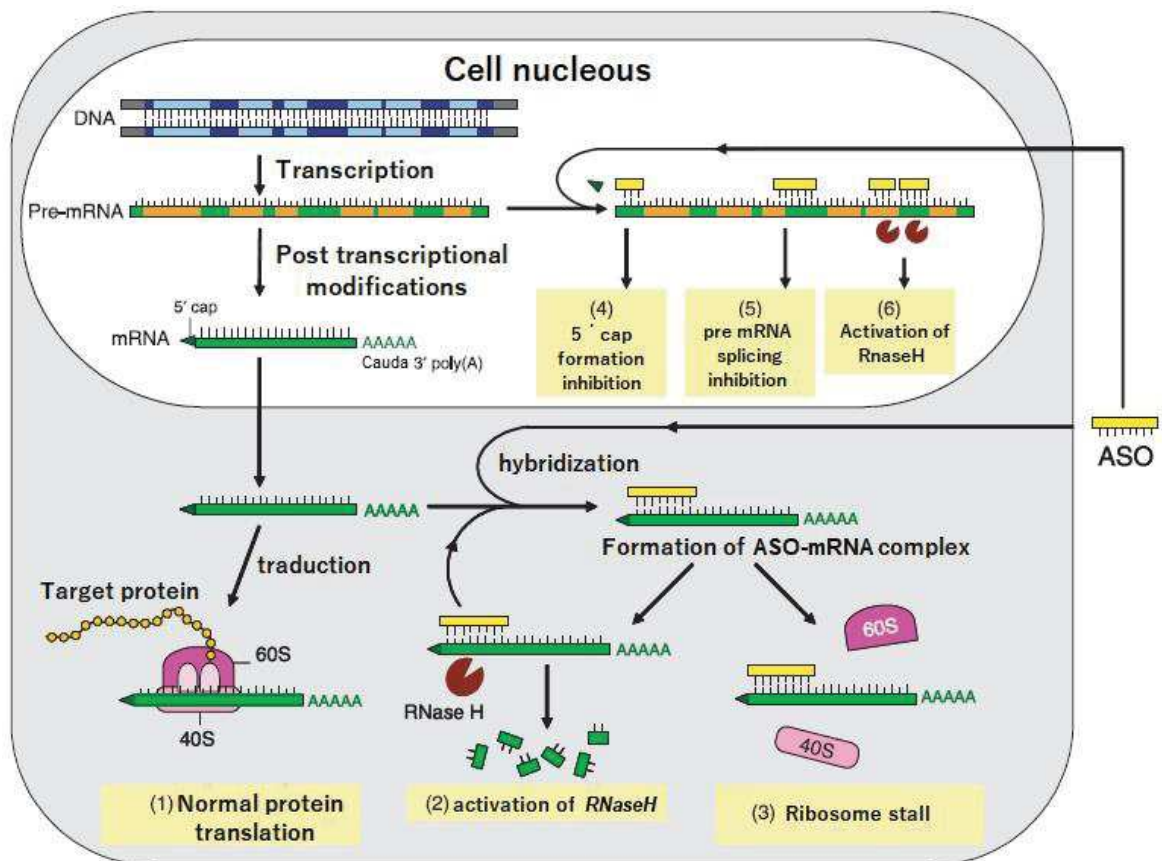 Cell nucleous
DNA
Transcription
Pre-mRNA
Post transcriptional
modifications
5′ cap
mRNA
AAAAA
Cauda 3′ poly(A)
(4)
5´ cap
formation
inhibition
(5)
pre mRNA
splicing
inhibition
(6)
Activation of
RnaseH
ASO
hybridization
AAAAA
AAAAA
Formation of ASO-mRNA complex
traduction
Target protein
60S
AAAAA
40S
AAAAA
RNase H
60S
AAAAA
40S
(1) Normal protein
translation
(2) activation of RNaseH
(3) Ribosome stall